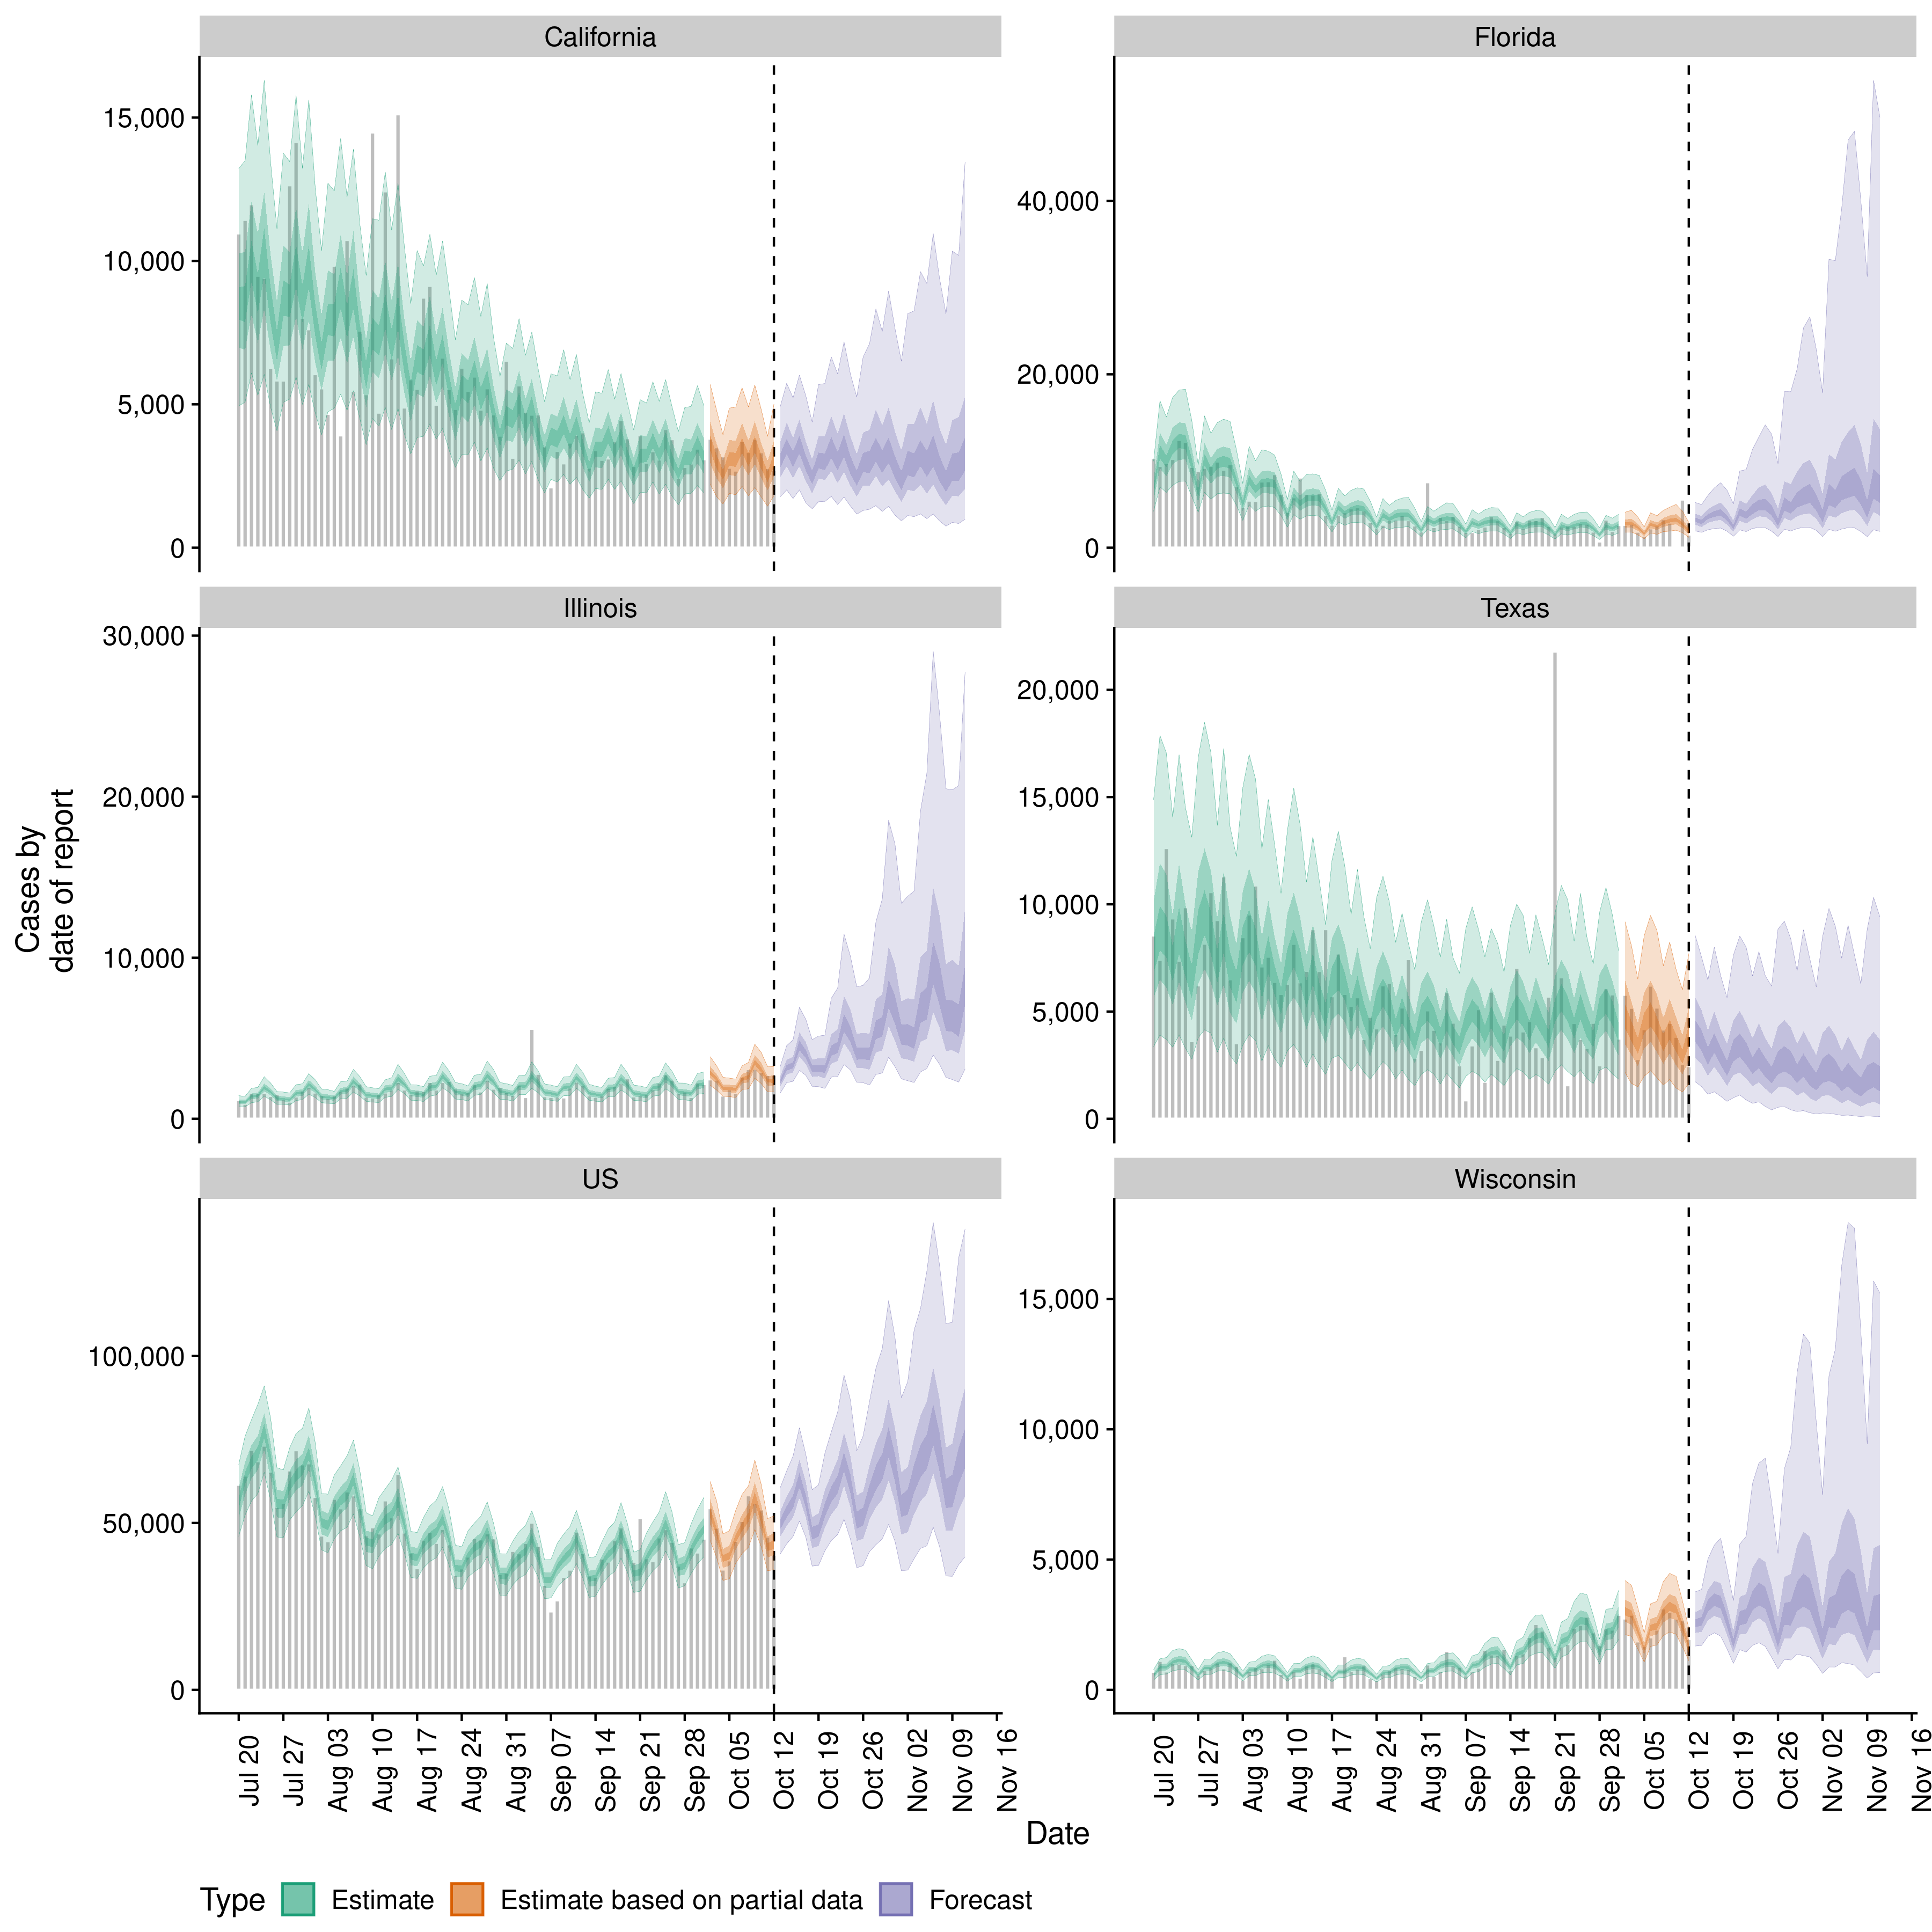 California
Florida
15,000
10,000
5,000
0
40,000
20,000
0
Illinois
Texas
30,000
20,000
10,000
0
20,000
15,000
10,000
5,000
0
Cases by
date of report
US
Wisconsin
100,000
50,000
0
15,000
10,000
5,000
0
Jul 20
Jul 27
Aug 03
Aug 10
Aug 17
Aug 24
Aug 31
Sep 07
Sep 14
Sep 21
Sep 28
Oct 05
Oct 12
Oct 19
Oct 26
Nov 02
Nov 09
Nov 16
Jul 20
Jul 27
Aug 03
Aug 10
Aug 17
Aug 24
Aug 31
Sep 07
Sep 14
Sep 21
Sep 28
Oct 05
Oct 12
Oct 19
Oct 26
Nov 02
Nov 09
Nov 16
Date
Type Estimate Estimate based on partial data Forecast